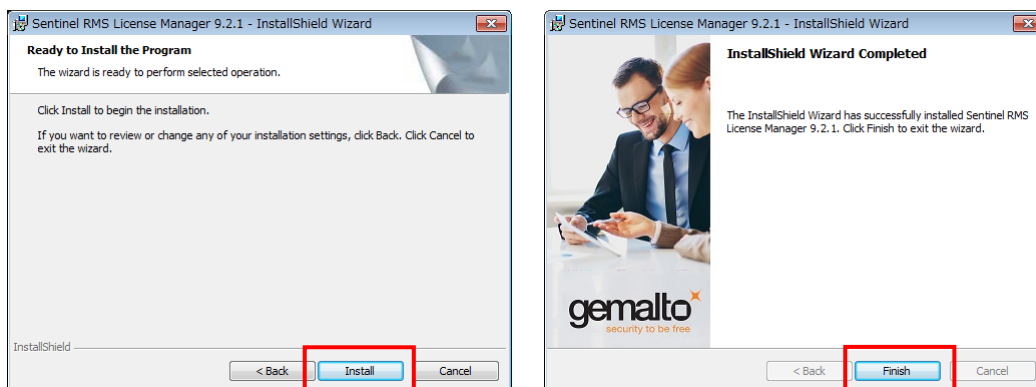 Sentinel RMS License Manager 9.2.1 - InstallShield Wizard
Ready to Install the Program
The wizard is ready to perform selected operation.
Click Install to begin the installation.
If you want to review or change any of your installation settings, click Back. Click Cancel to
exit the wizard.
InstallShield
< Back
Install
Cancel
Sentinel RMS License Manager 9.2.1 - InstallShield Wizard
InstallShield Wizard Completed
The InstallShield Wizard has successfully installed Sentinel RMS
License Manager 9.2.1. Click Finish to exit the wizard.
gemalto
security to be free
< Back
Finish
Cancel